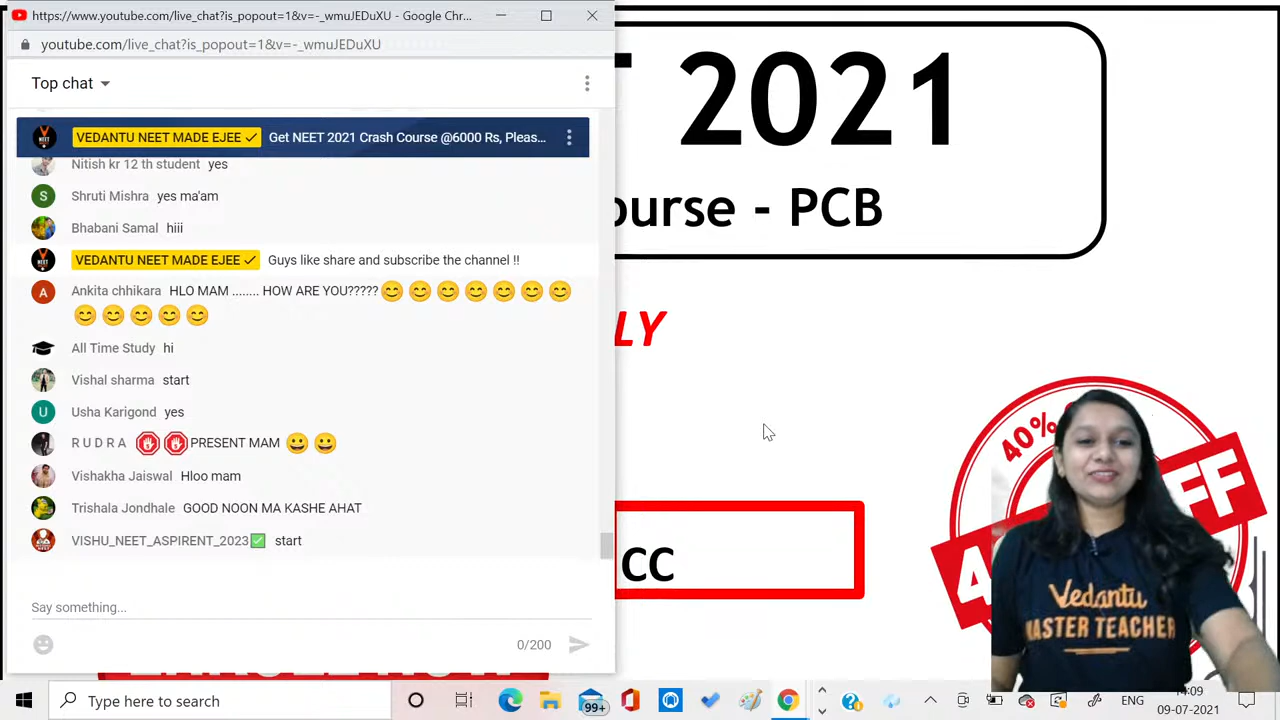 https://www.youtube.com/live_chat?is_popout=1&v=-_wmuJEDuXU - Google Chr...
youtube.com/live_chat?is_popout=1&v=-_wmuJEDuXU
Top chat
VEDANTU NEET MADE EJEE Get NEET 2021 Crash Course @6000 Rs, Pleas...
Nitish kr 12 th student yes
S Shruti Mishra yes ma'am
Bhabani Samal hiii
VEDANTU NEET MADE EJEE Guys like share and subscribe the channel !!
A Ankita chhikara HLO MAM ........ HOW ARE YOU?????
All Time Study hi
Vishal sharma start
U Usha Karigond yes
R U D R A PRESENT MAM
Vishakha Jaiswal Hloo mam
Trishala Jondhale GOOD NOON MA KASHE AHAT
VISHU_NEET_ASPIRENT_2023 start
Say something...
0/200
2021
ourse - PCB
LY
CC
40%
FF
Vedantu
MASTER TEACHER
Type here to search
99+
ENG
14:09
09-07-2021